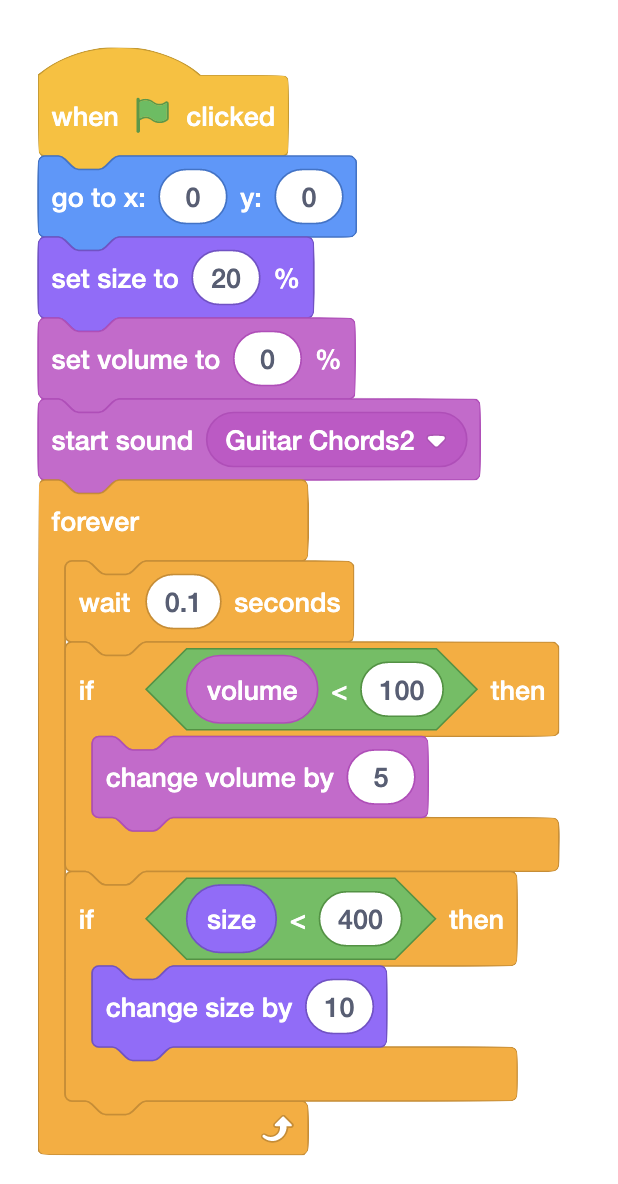 when clicked
go to x: 0 y: 0
set size to 20 %
set volume to 0 %
start sound Guitar Chords2
forever
wait 0.1 seconds
if volume < 100 then
change volume by 5
if size < 400 then
change size by 10